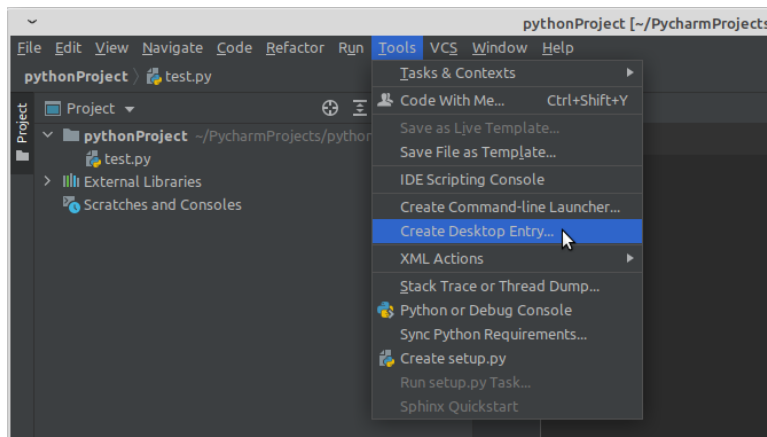 pythonProject [~/PycharmProjects
File Edit View Navigate Code Refactor Run Tools VCS Window Help
pythonProject test.py
Project
Project
pythonProject ~/PycharmProjects/python
test.py
External Libraries
Scratches and Consoles
Tasks & Contexts
Code With Me... Ctrl+Shift+Y
Save as Live Template...
Save File as Template...
IDE Scripting Console
Create Command-line Launcher...
Create Desktop Entry...
XML Actions
Stack Trace or Thread Dump...
Python or Debug Console
Sync Python Requirements...
Create setup.py
Run setup.py Task...
Sphinx Quickstart